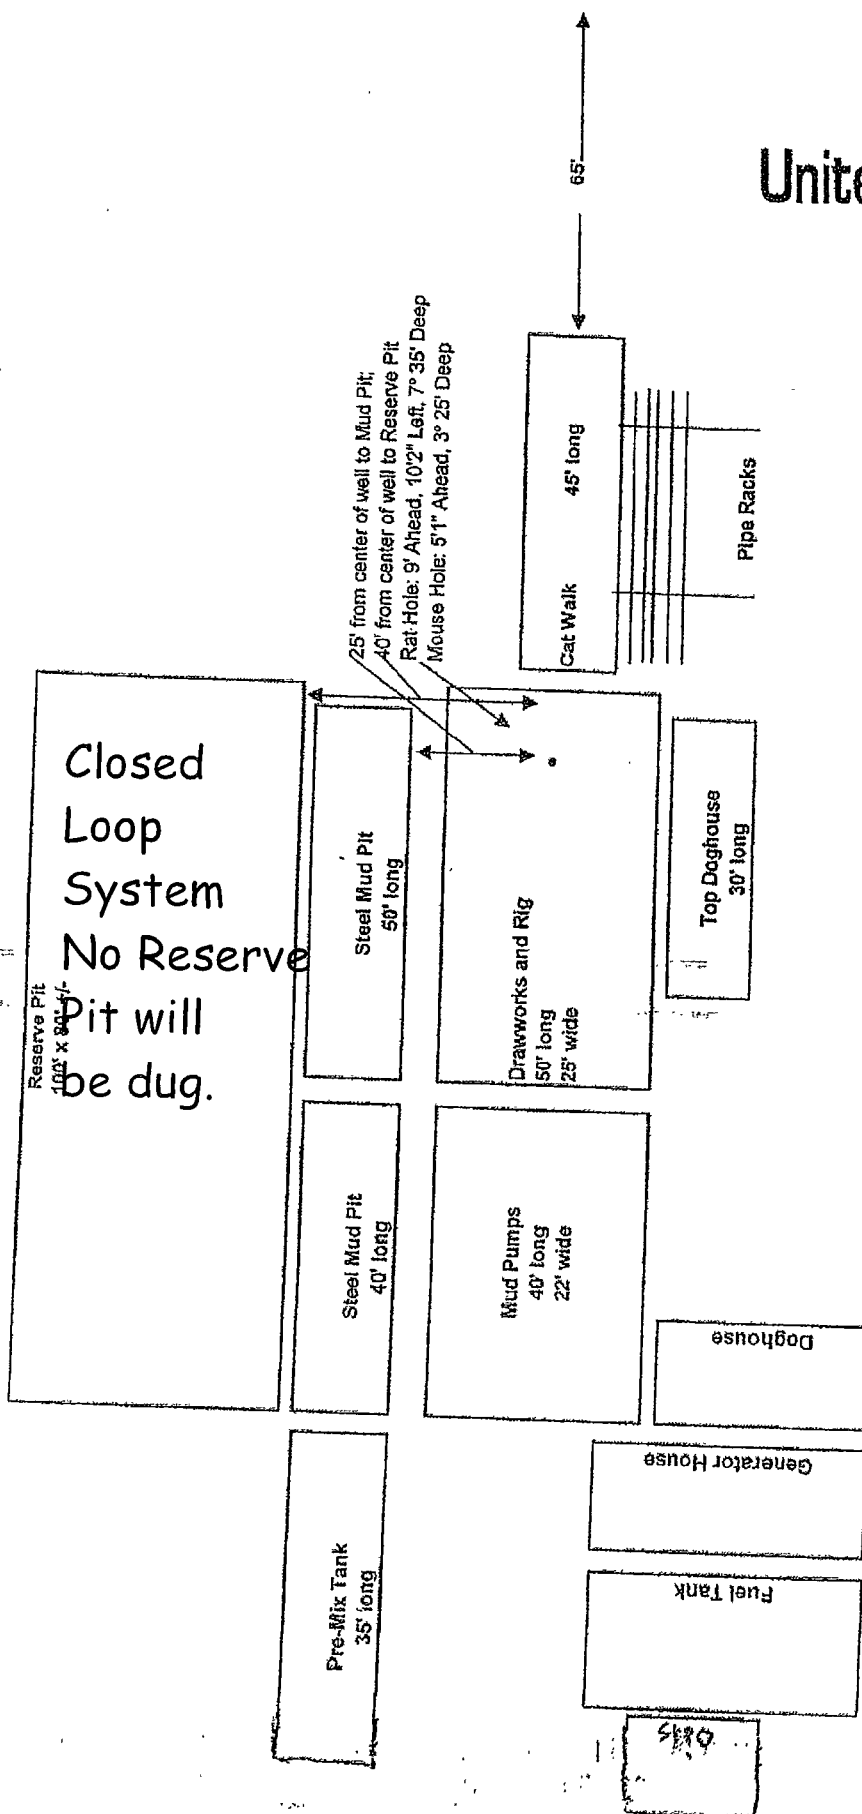 Unite
65'
25' from center of well to Mud Pit;
40' from center of well to Reserve Pit
Rat Hole: 9' Ahead, 10'2" Left, 7° 35' Deep
Mouse Hole: 5'1" Ahead, 3° 25' Deep
Cat Walk 45' long
Pipe Racks
Closed
Loop
System
No Reserve
Pit will
be dug.
Reserve Pit
100' x 80' +/-
Steel Mud Pit
50' long
Drawworks and Rig
50' long
25' wide
Top Doghouse
30' long
Steel Mud Pit
40' long
Mud Pumps
40' long
22' wide
Doghouse
Generator House
Pre-Mix Tank
35' long
Fuel Tank
Oils